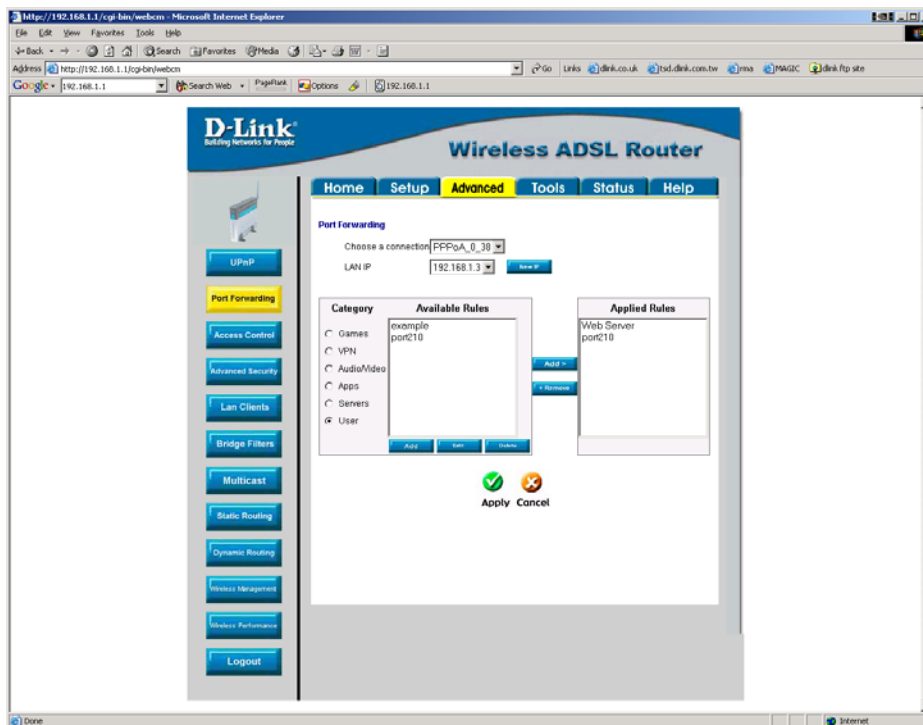 http://192.168.1.1/cgi-bin/webcm - Microsoft Internet Explorer
File Edit View Favorites Tools Help
Back Search Favorites Media
Address http://192.168.1.1/cgi-bin/webcm Go Links dlink.co.uk tsd.dlink.com.tw rma MAGIC dlink ftp site
Google 192.168.1.1 Search Web PageRank Options 192.168.1.1
D-Link
Building Networks for People
Wireless ADSL Router
Home Setup Advanced Tools Status Help
Port Forwarding
Choose a connection PPPoA_0_38
LAN IP 192.168.1.3 New IP
UPnP
Port Forwarding
Access Control
Advanced Security
Lan Clients
Bridge Filters
Multicast
Static Routing
Dynamic Routing
Wireless Management
Wireless Performance
Logout
Category Available Rules Applied Rules
Games
VPN
Audio/Video
Apps
Servers
User
example
port210
Add >
< Remove
Web Server
port210
Add Edit Delete
Apply Cancel
Done Internet